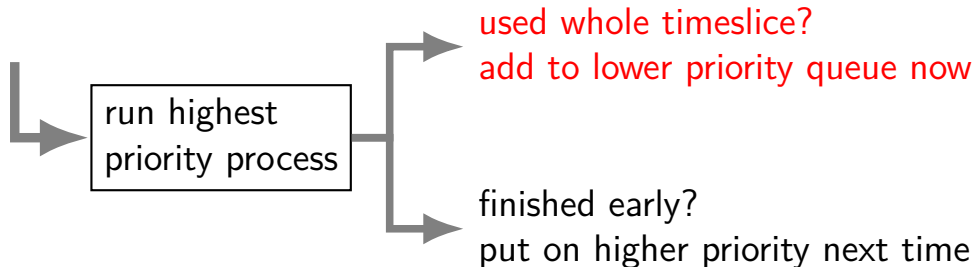 used whole timeslice?
add to lower priority queue now
run highest
priority process
finished early?
put on higher priority next time